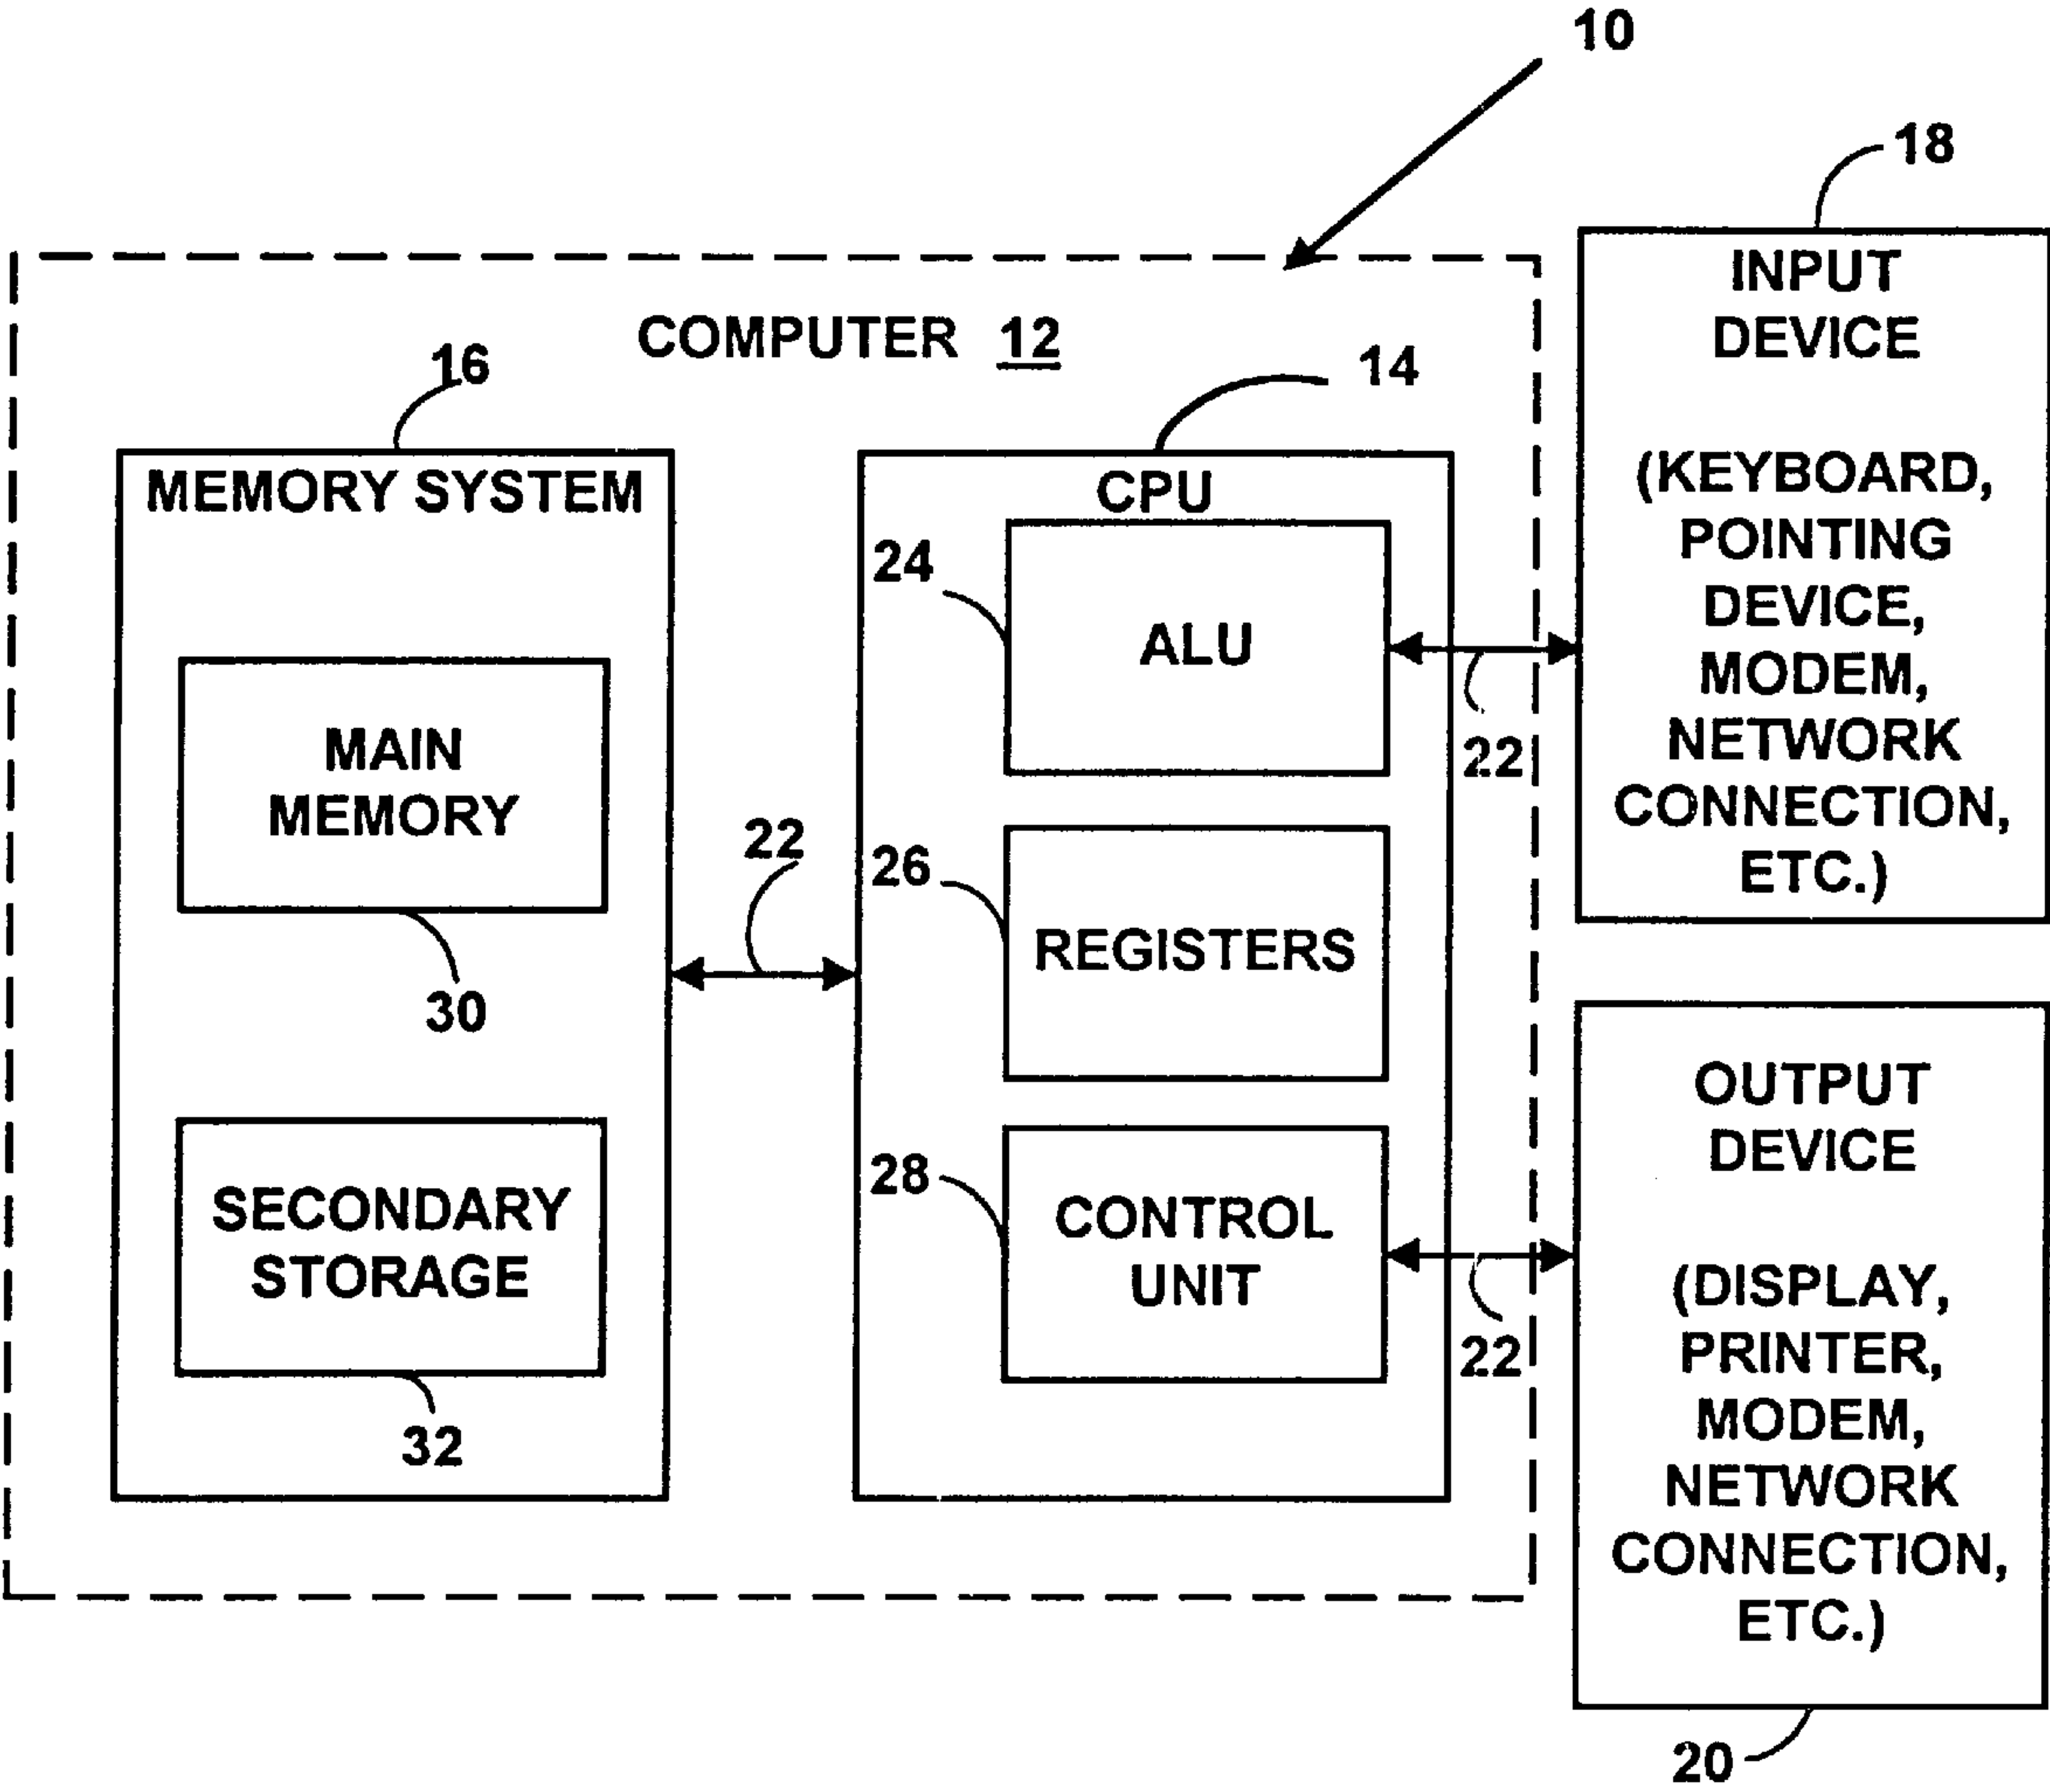 10
18
INPUT
DEVICE
(KEYBOARD,
POINTING
DEVICE,
MODEM,
NETWORK
CONNECTION,
ETC.)
COMPUTER 12
16
14
MEMORY SYSTEM
CPU
24
ALU
22
MAIN
MEMORY
30
22
26
REGISTERS
SECONDARY
STORAGE
32
28
CONTROL
UNIT
22
OUTPUT
DEVICE
(DISPLAY,
PRINTER,
MODEM,
NETWORK
CONNECTION,
ETC.)
20